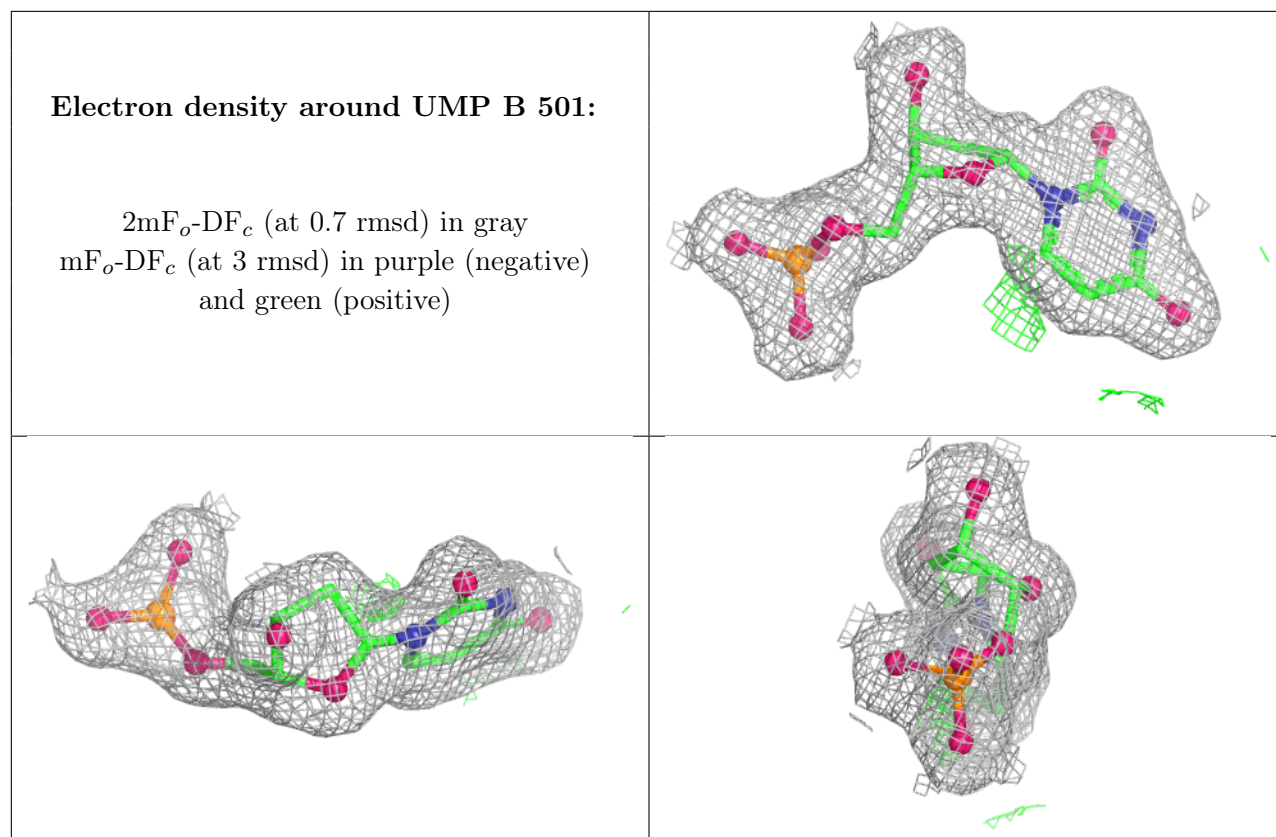 Electron density around UMP B 501:
2mFo-DFc (at 0.7 rmsd) in gray
mFo-DFc (at 3 rmsd) in purple (negative)
and green (positive)